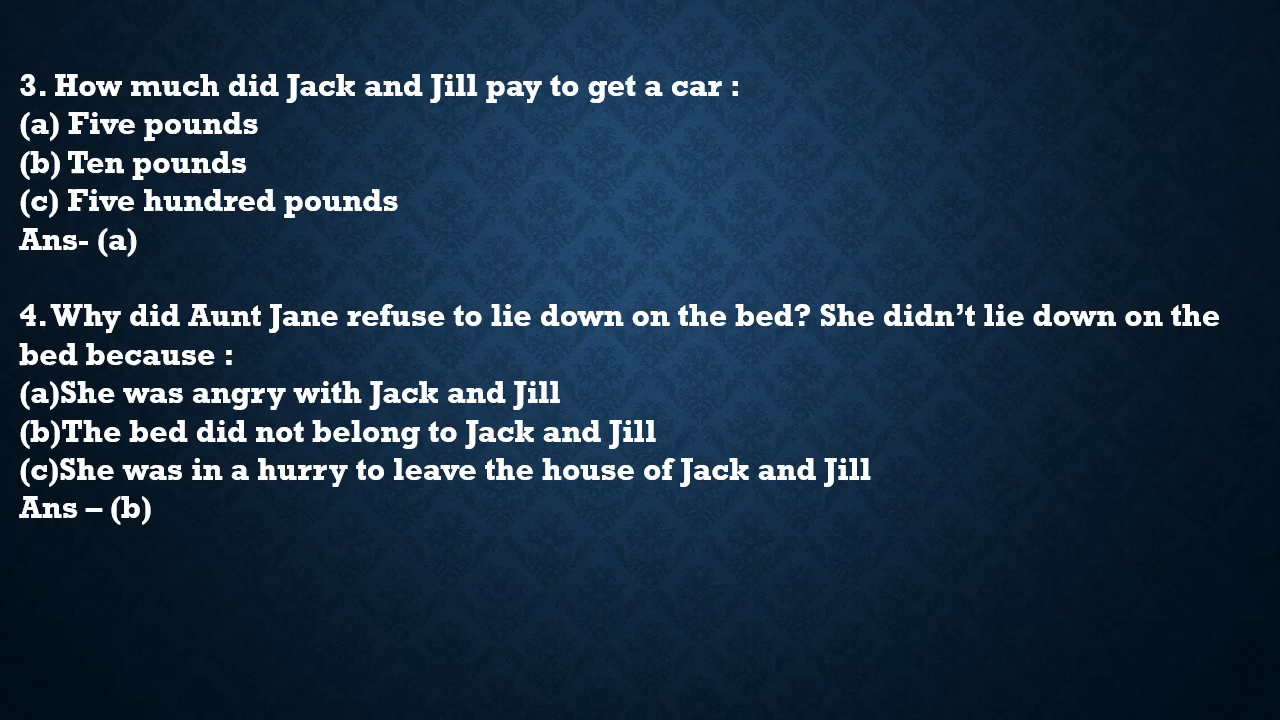 3. How much did Jack and Jill pay to get a car :
(a) Five pounds
(b) Ten pounds
(c) Five hundred pounds
Ans- (a)
4. Why did Aunt Jane refuse to lie down on the bed? She didn’t lie down on the
bed because :
(a)She was angry with Jack and Jill
(b)The bed did not belong to Jack and Jill
(c)She was in a hurry to leave the house of Jack and Jill
Ans – (b)